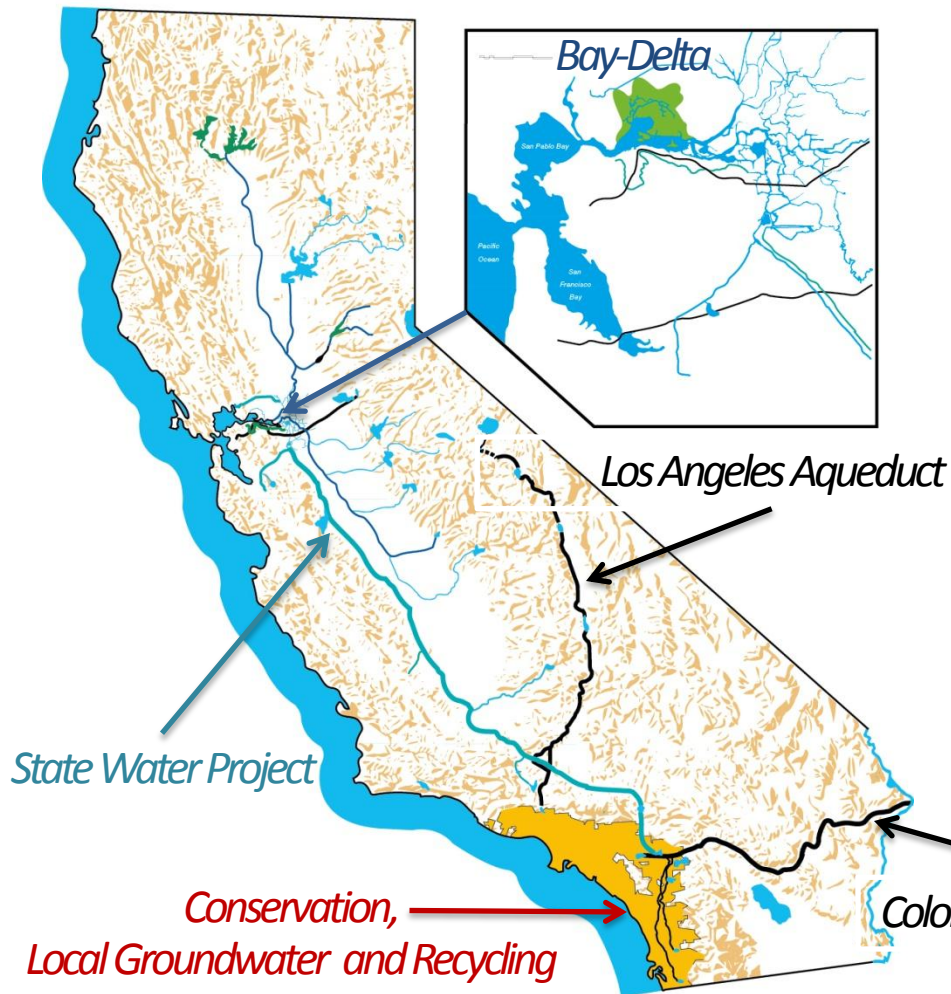 Bay-Delta
San Pablo Bay
Pacific
Ocean
San
Francisco
Bay
Los Angeles Aqueduct
State Water Project
Colo
Conservation,
Local Groundwater and Recycling